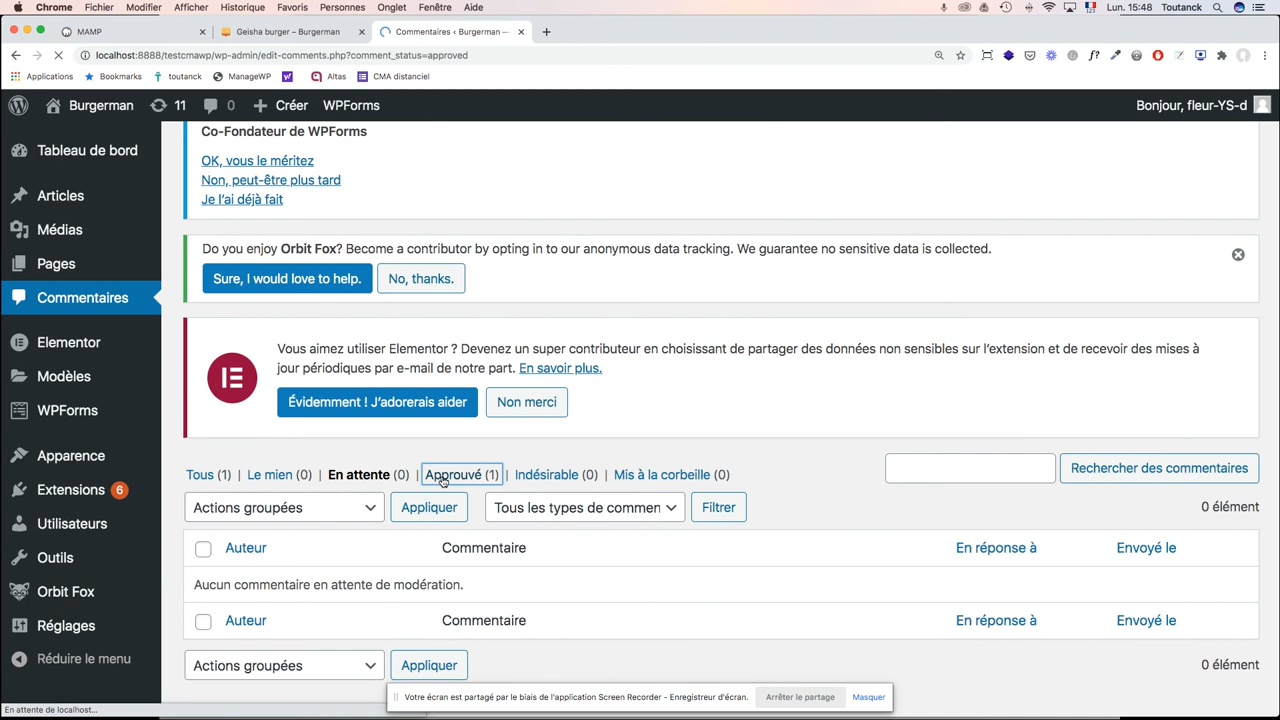 Chrome Fichier Modifier Afficher Historique Favoris Personnes Onglet Fenêtre Aide Lun. 15:48 Toutanck
MAMP Geisha burger – Burgerman Commentaires ‹ Burgerman —
localhost:8888/testcmawp/wp-admin/edit-comments.php?comment_status=approved
Applications Bookmarks toutanck ManageWP Altas CMA distanciel
Burgerman 11 0 Créer WPForms Bonjour, fleur-YS-d
Tableau de bord
Articles
Médias
Pages
Commentaires
Elementor
Modèles
WPForms
Apparence
Extensions 6
Utilisateurs
Outils
Orbit Fox
Réglages
Réduire le menu
Co-Fondateur de WPForms
OK, vous le méritez
Non, peut-être plus tard
Je l'ai déjà fait
Do you enjoy Orbit Fox? Become a contributor by opting in to our anonymous data tracking. We guarantee no sensitive data is collected.
Sure, I would love to help. No, thanks.
Vous aimez utiliser Elementor ? Devenez un super contributeur en choisissant de partager des données non sensibles sur l'extension et de recevoir des mises à
jour périodiques par e-mail de notre part. En savoir plus.
Évidemment ! J'adorerais aider Non merci
Tous (1) | Le mien (0) | En attente (0) | Approuvé (1) | Indésirable (0) | Mis à la corbeille (0) Rechercher des commentaires
Actions groupées Appliquer Tous les types de commen Filtrer 0 élément
Auteur Commentaire En réponse à Envoyé le
Aucun commentaire en attente de modération.
Auteur Commentaire En réponse à Envoyé le
Actions groupées Appliquer 0 élément
Votre écran est partagé par le biais de l'application Screen Recorder - Enregistreur d'écran. Arrêter le partage Masquer
En attente de localhost...